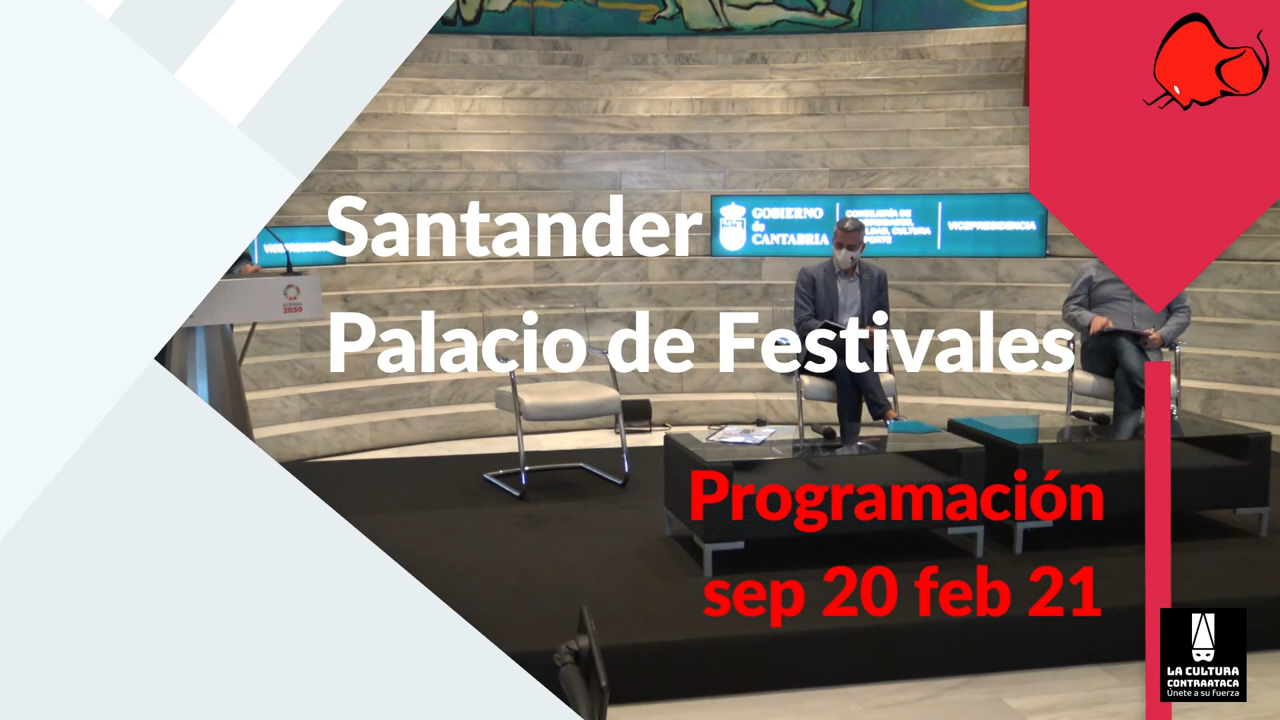 Santander
Palacio de Festivales
GOBIERNO
de
CANTABRIA
VICEPRESIDENCIA
AGENDA
2030
Programación
sep 20 feb 21
LA CULTURA
CONTRAATACA
Únete a su fuerza